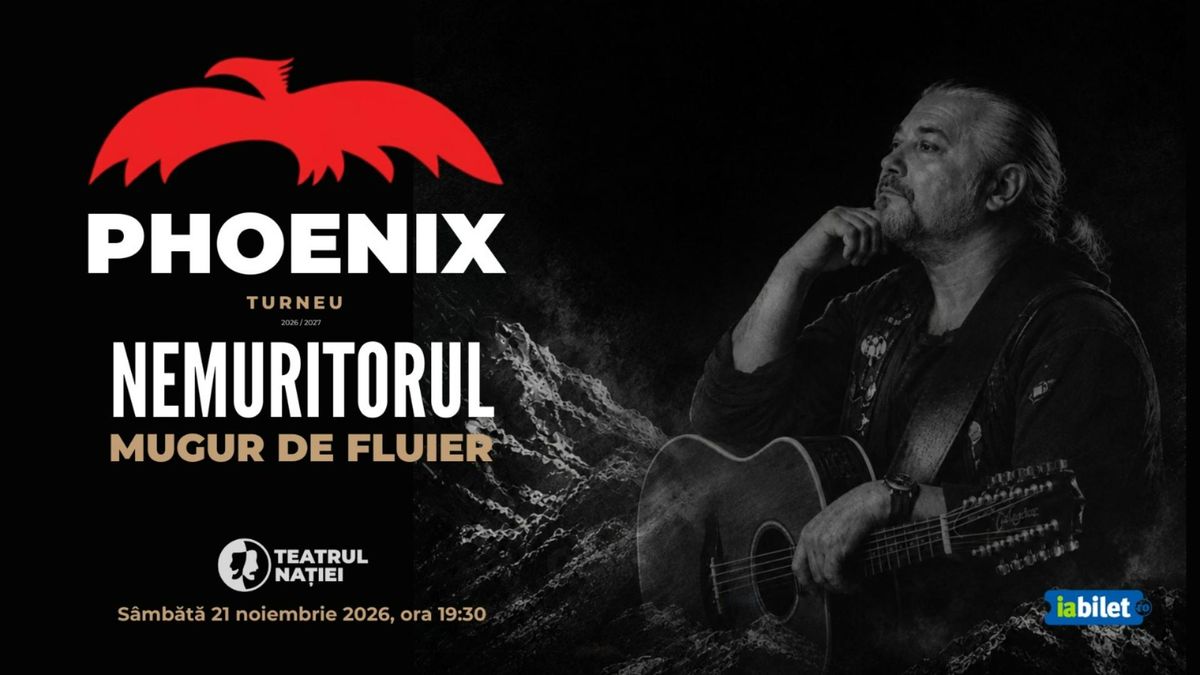 PHOENIX
TURNEU
2026 / 2027
NEMURITORUL
MUGUR DE FLUIER
TEATRUL
NAȚIEI
Sâmbătă 21 noiembrie 2026, ora 19:30
iabilet.ro